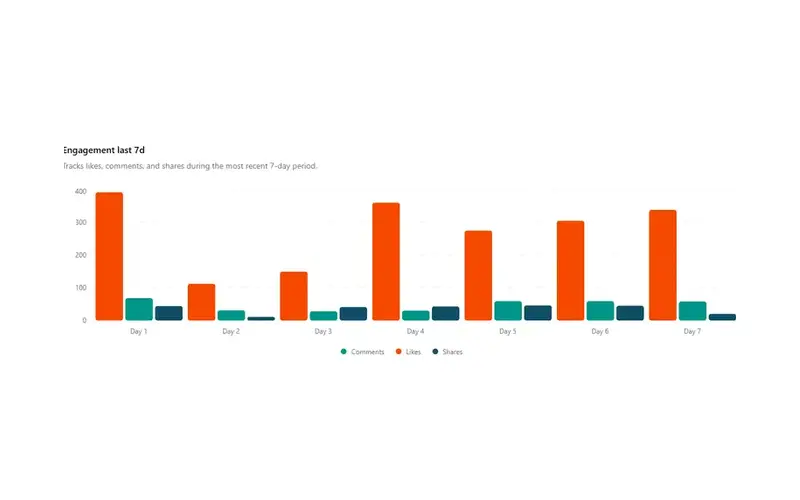 Engagement last 7d
Tracks likes, comments, and shares during the most recent 7-day period.
400
300
200
100
0
Day 1 Day 2 Day 3 Day 4 Day 5 Day 6 Day 7
Comments Likes Shares